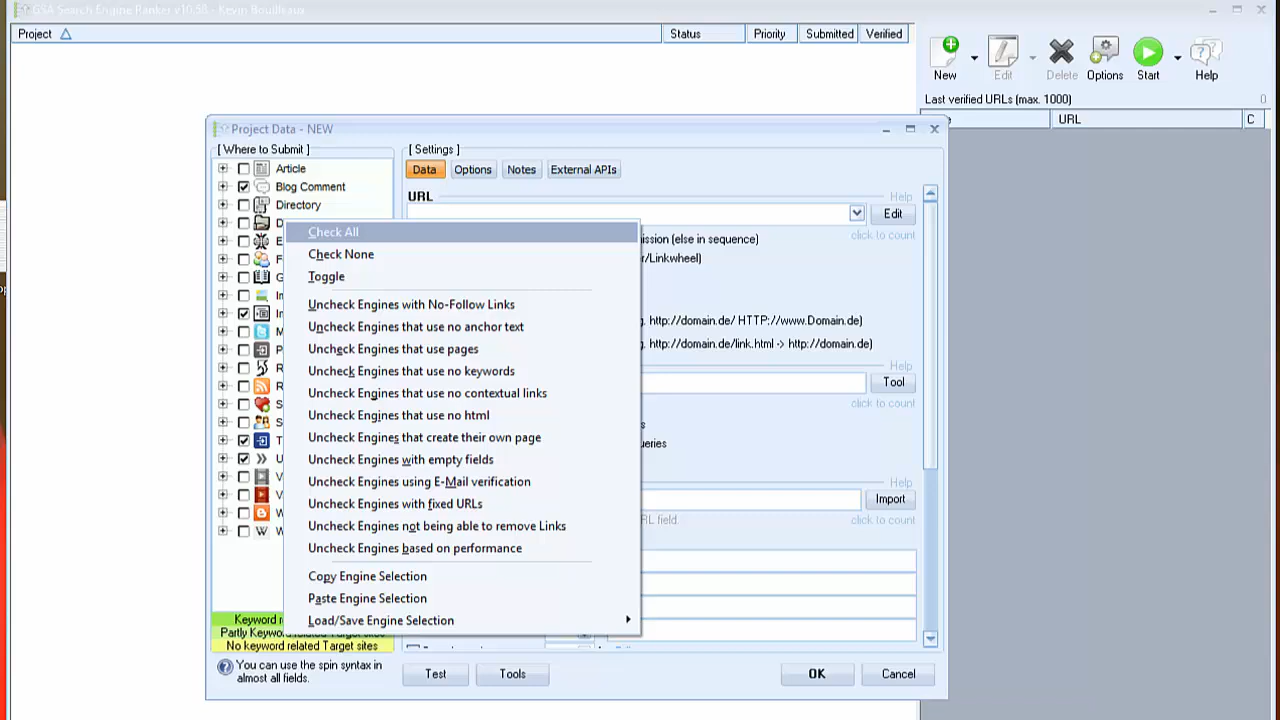 GSA Search Engine Ranker v10.58 - Kevin Bouilleaux
Project Status Priority Submitted Verified
New Edit Delete Options Start Help
Last verified URLs (max. 1000) 0
URL C
Project Data - NEW
[ Where to Submit ] [ Settings ]
Article
Blog Comment
Directory
Data Options Notes External APIs
URL Help
Edit
click to count
ission (else in sequence)
r/Linkwheel)
g. http://domain.de/ HTTP://www.Domain.de)
g. http://domain.de/link.html -> http://domain.de)
Help
Tool
click to count
s
ueries
Help
Import
RL field. click to count
Check All
Check None
Toggle
Uncheck Engines with No-Follow Links
Uncheck Engines that use no anchor text
Uncheck Engines that use pages
Uncheck Engines that use no keywords
Uncheck Engines that use no contextual links
Uncheck Engines that use no html
Uncheck Engines that create their own page
Uncheck Engines with empty fields
Uncheck Engines using E-Mail verification
Uncheck Engines with fixed URLs
Uncheck Engines not being able to remove Links
Uncheck Engines based on performance
Copy Engine Selection
Paste Engine Selection
Load/Save Engine Selection
Keyword r
Partly Keyword related Target sites
No keyword related Target sites
You can use the spin syntax in
almost all fields.
Test Tools OK Cancel